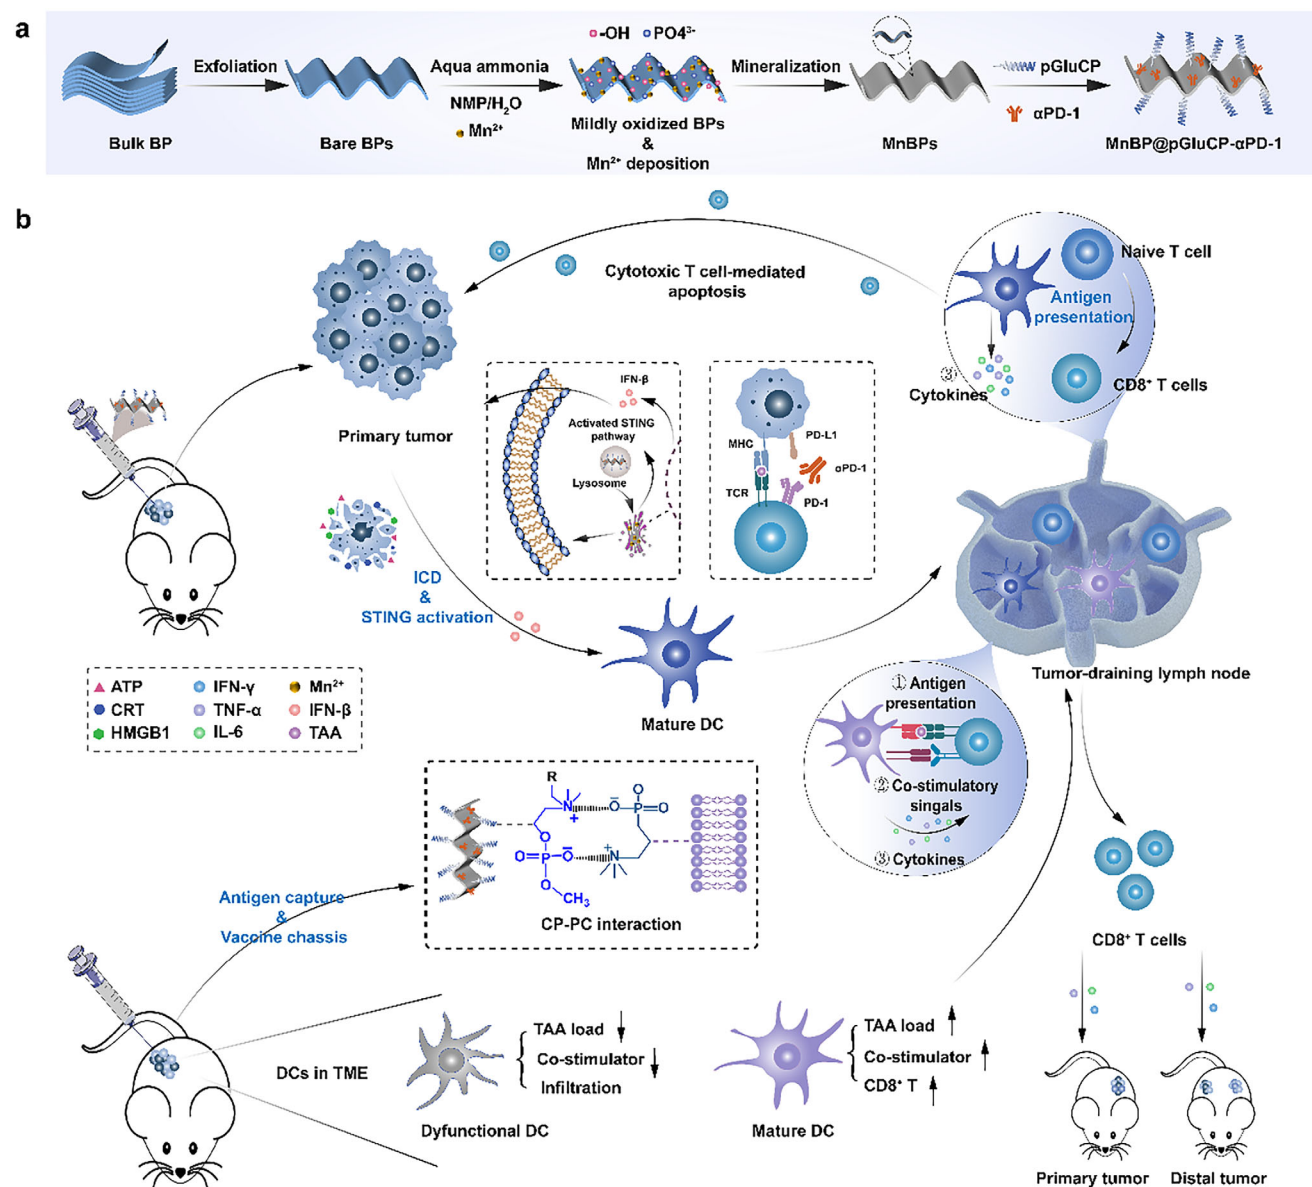 a
Bulk BP
Exfoliation
Bare BPs
Aqua ammonia
NMP/H₂O
Mn²⁺
-OH PO4³⁻
Mildly oxidized BPs
&
Mn²⁺ deposition
Mineralization
MnBPs
pGluCP
αPD-1
MnBP@pGluCP-αPD-1
b
Primary tumor
Cytotoxic T cell-mediated
apoptosis
Naive T cell
Antigen
presentation
③
Cytokines
CD8⁺ T cells
IFN-β
Activated STING
pathway
Lysosome
MHC
PD-L1
αPD-1
TCR
PD-1
ICD
&
STING activation
Mature DC
Tumor-draining lymph node
ATP IFN-γ Mn²⁺
CRT TNF-α IFN-β
HMGB1 IL-6 TAA
① Antigen
presentation
② Co-stimulatory
singals
③ Cytokines
R
N
+
O
P
O
O
–
O
P
O
O
–
N
+
O
CH₃
CP-PC interaction
Antigen capture
&
Vaccine chassis
CD8⁺ T cells
DCs in TME
TAA load
Co-stimulator
Infiltration
Dyfunctional DC
TAA load
Co-stimulator
CD8⁺ T
Mature DC
Primary tumor
Distal tumor